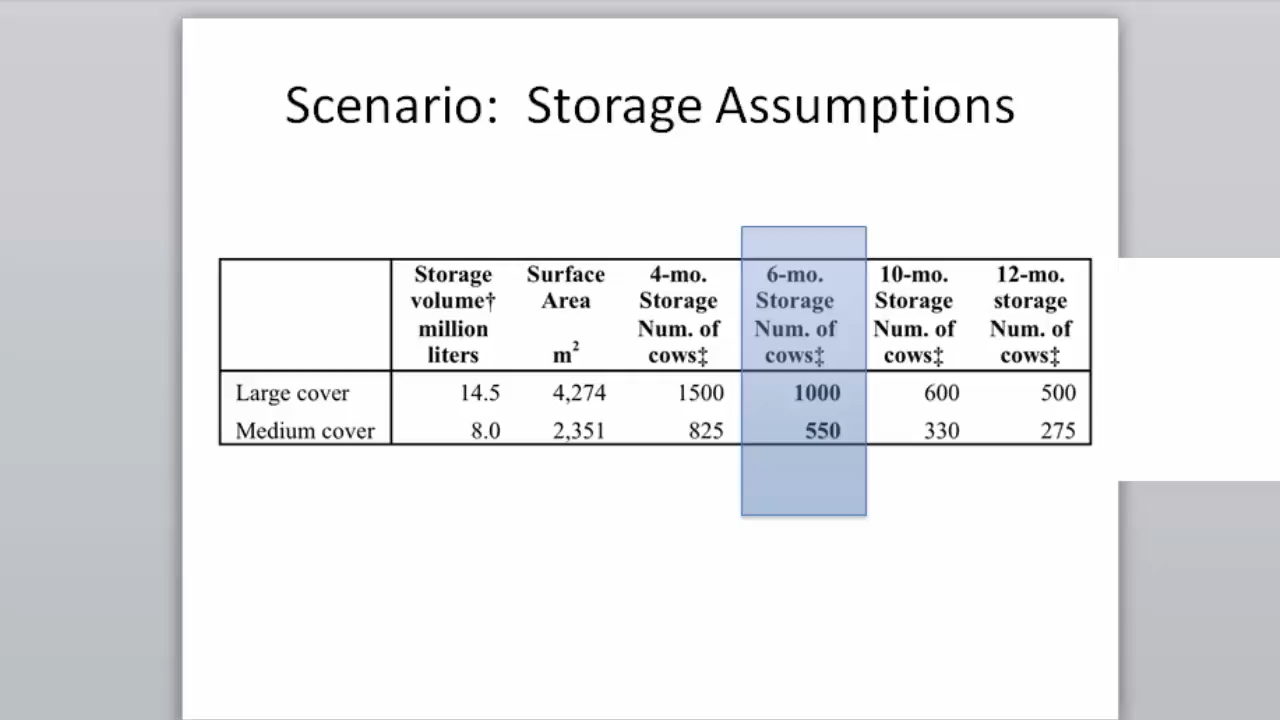 Scenario: Storage Assumptions
Storage Surface 4-mo. 6-mo. 10-mo. 12-mo.
volume† Area Storage Storage Storage storage
million Num. of Num. of Num. of Num. of
liters m² cows‡ cows‡ cows‡ cows‡
Large cover 14.5 4,274 1500 1000 600 500
Medium cover 8.0 2,351 825 550 330 275